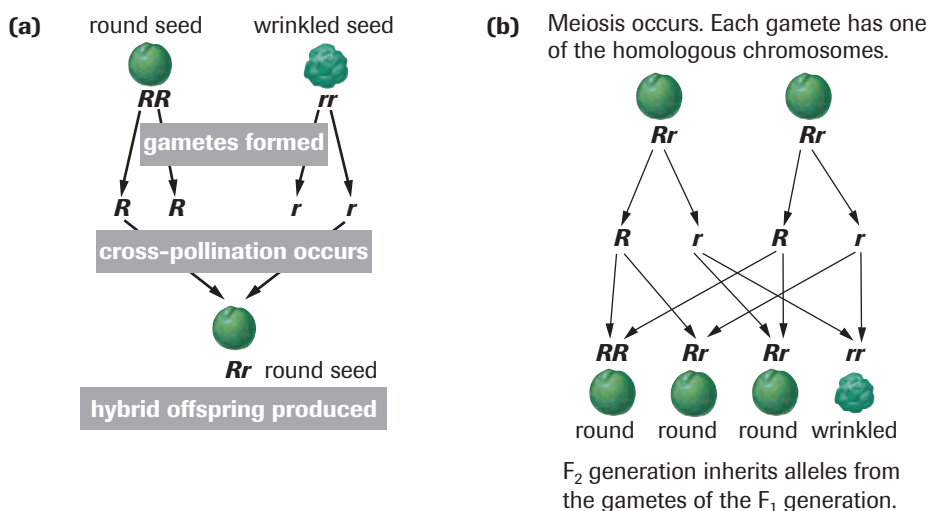 (a)
round seed wrinkled seed
RR rr
gametes formed
R R r r
cross-pollination occurs
Rr round seed
hybrid offspring produced
(b) Meiosis occurs. Each gamete has one
of the homologous chromosomes.
Rr Rr
R r R r
RR Rr Rr rr
round round round wrinkled
F₂ generation inherits alleles from
the gametes of the F₁ generation.